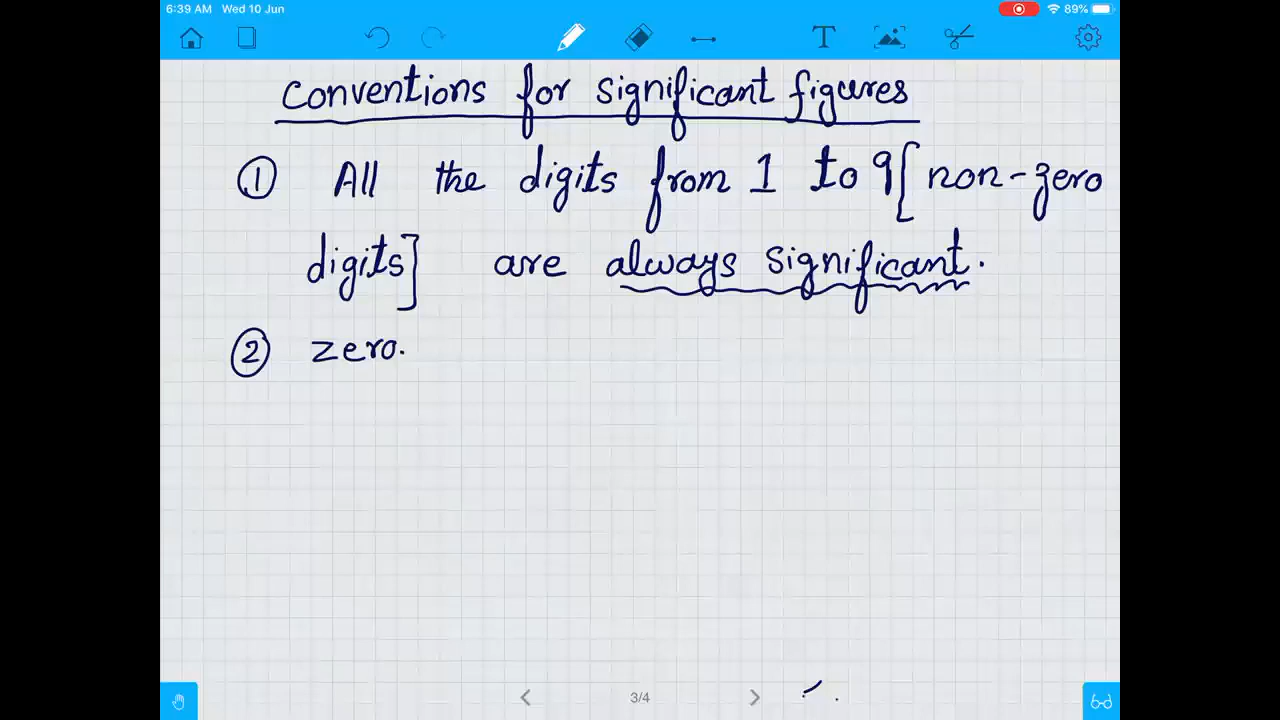 6:39 AM Wed 10 Jun 89%
T
conventions for significant figures
① All the digits from 1 to 9[non-zero
digits] are always significant.
② zero.
3/4